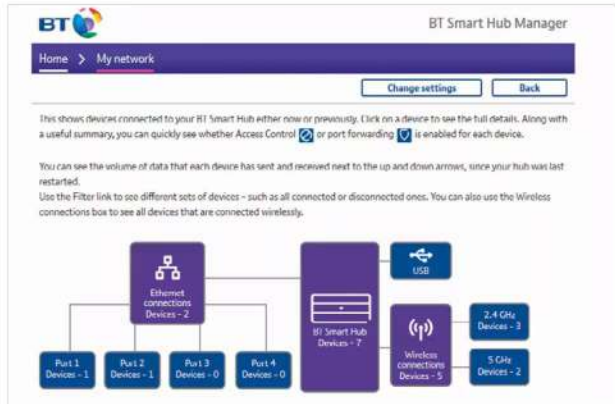 BT
BT Smart Hub Manager
Home > My network
Change settings
Back
This shows devices connected to your BT Smart Hub either now or previously. Click on a device to see the full details. Along with
a useful summary, you can quickly see whether Access Control or port forwarding is enabled for each device.
You can see the volume of data that each device has sent and received next to the up and down arrows, since your hub was last
restarted.
Use the Filter link to see different sets of devices - such as all connected or disconnected ones. You can also use the Wireless
connections box to see all devices that are connected wirelessly.
Ethernet
connections
Devices - 2
Port 1
Devices - 1
Port 2
Devices - 1
Port 3
Devices - 0
Port 4
Devices - 0
BT Smart Hub
Devices - 7
USB
Wireless
connections
Devices - 5
2.4 GHz
Devices - 3
5 GHz
Devices - 2